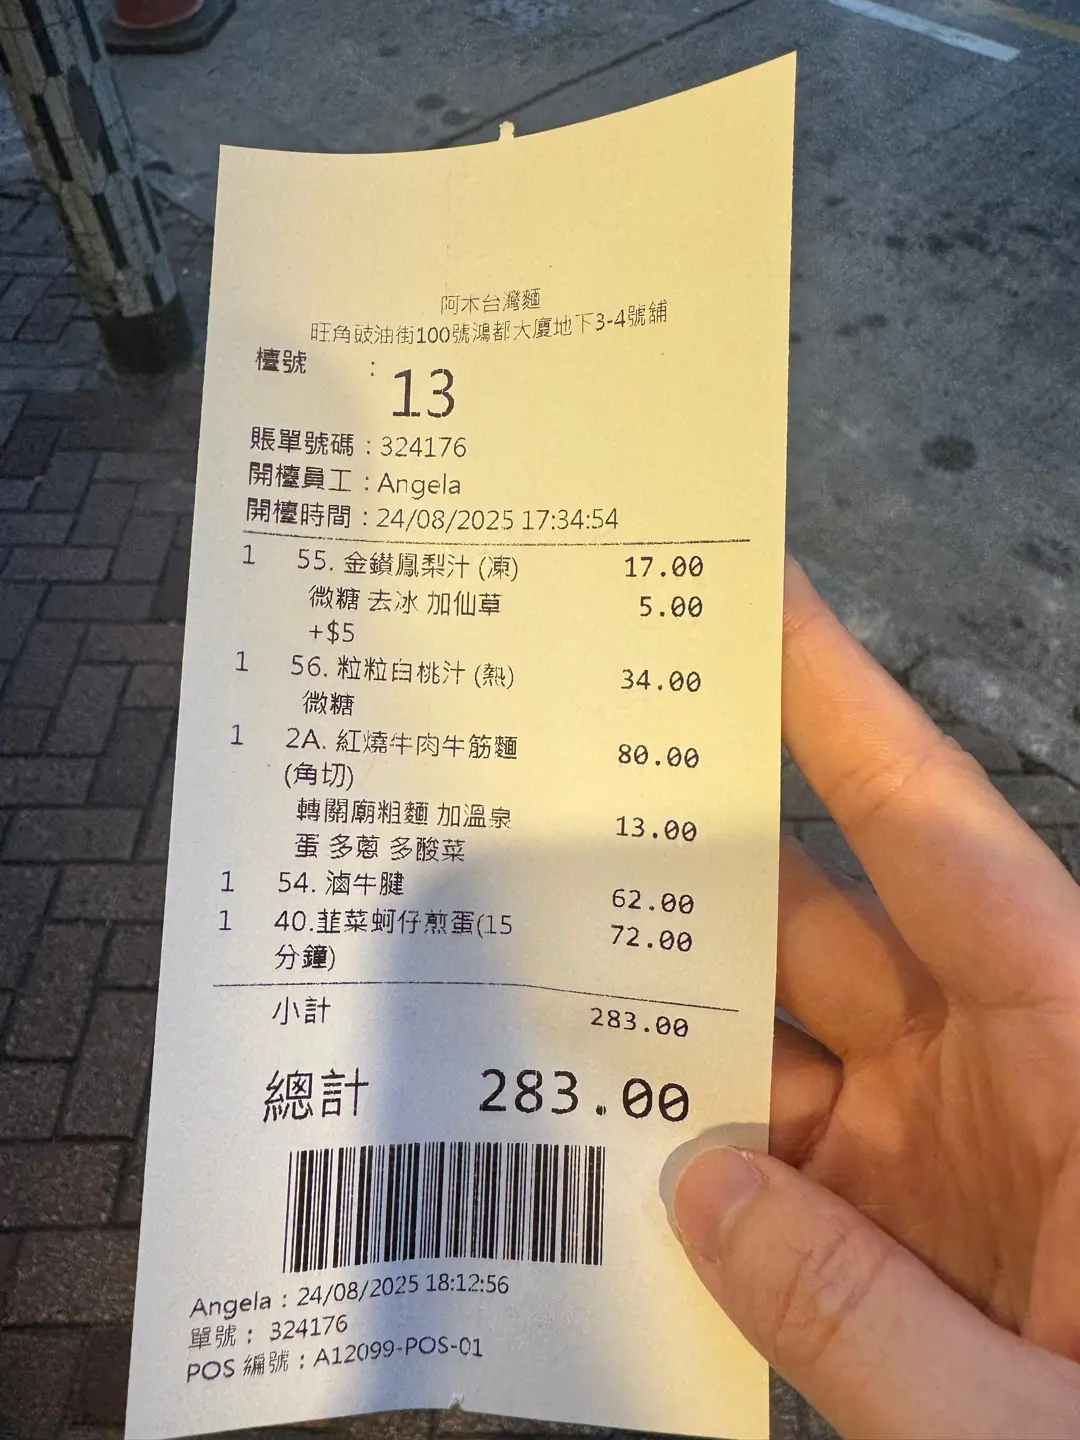 阿木台灣麵
旺角豉油街100號鴻都大廈地下3-4號舖
檯號 : 13
賬單號碼 : 324176
開檯員工 : Angela
開檯時間 : 24/08/2025 17:34:54
1 55. 金鑽鳳梨汁 (凍) 17.00
微糖 去冰 加仙草 5.00
+$5
1 56. 粒粒白桃汁 (熱) 34.00
微糖
1 2A. 紅燒牛肉牛筋麵 80.00
(角切)
轉關廟粗麵 加溫泉 13.00
蛋 多蔥 多酸菜
1 54. 滷牛腱 62.00
1 40.韮菜蚵仔煎蛋(15 72.00
分鐘)
小計 283.00
總計 283.00
Angela : 24/08/2025 18:12:56
單號 : 324176
POS 編號 : A12099-POS-01